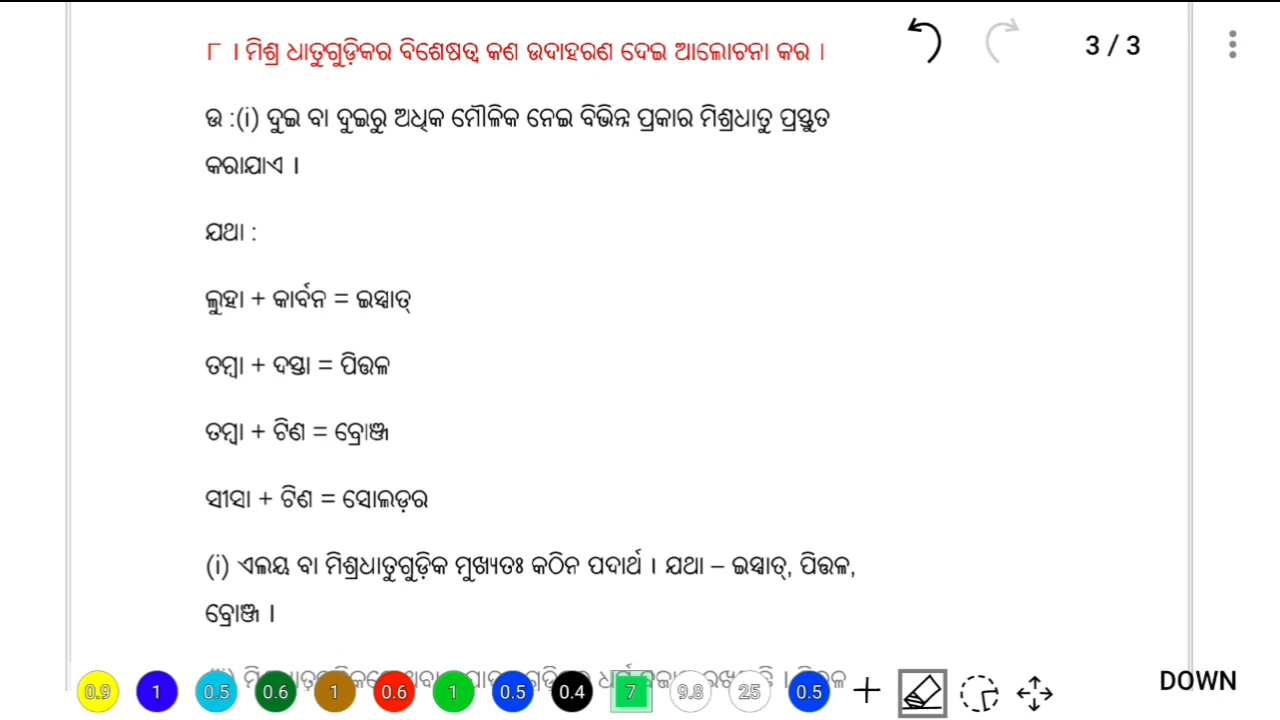 ୮ । ମିଶ୍ର ଧାତୁଗୁଡ଼ିକର ବିଶେଷତ୍ୱ କଣ ଉଦାହରଣ ଦେଇ ଆଲୋଚନା କର ।
3 / 3
ଉ :(i) ଦୁଇ ବା ଦୁଇରୁ ଅଧିକ ମୌଳିକ ନେଇ ବିଭିନ୍ନ ପ୍ରକାର ମିଶ୍ରଧାତୁ ପ୍ରସ୍ତୁତ
କରାଯାଏ ।
ଯଥା :
ଲୁହା + କାର୍ବନ = ଇସ୍ପାତ୍
ତମ୍ବା + ଦସ୍ତା = ପିତ୍ତଳ
ତମ୍ବା + ଟିଣ = ବ୍ରୋଞ୍ଜ
ସୀସା + ଟିଣ = ସୋଲଡ଼ର
(i) ଏଲୟ ବା ମିଶ୍ରଧାତୁଗୁଡ଼ିକ ମୁଖ୍ୟତଃ କଠିନ ପଦାର୍ଥ । ଯଥା – ଇସ୍ପାତ୍, ପିତ୍ତଳ,
ବ୍ରୋଞ୍ଜ ।
0.9 1 0.5 0.6 1 0.6 1 0.5 0.4 7 9.8 25 0.5
DOWN